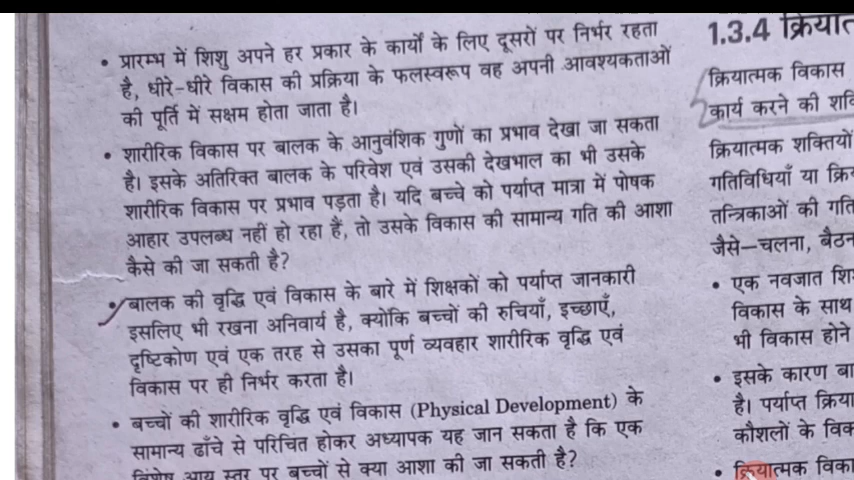 • प्रारम्भ में शिशु अपने हर प्रकार के कार्यों के लिए दूसरों पर निर्भर रहता
है, धीरे-धीरे विकास की प्रक्रिया के फलस्वरूप वह अपनी आवश्यकताओं
की पूर्ति में सक्षम होता जाता है।
• शारीरिक विकास पर बालक के आनुवंशिक गुणों का प्रभाव देखा जा सकता
है। इसके अतिरिक्त बालक के परिवेश एवं उसकी देखभाल का भी उसके
शारीरिक विकास पर प्रभाव पड़ता है। यदि बच्चे को पर्याप्त मात्रा में पोषक
आहार उपलब्ध नहीं हो रहा है, तो उसके विकास की सामान्य गति की आशा
कैसे की जा सकती है?
• बालक की वृद्धि एवं विकास के बारे में शिक्षकों को पर्याप्त जानकारी
इसलिए भी रखना अनिवार्य है, क्योंकि बच्चों की रुचियाँ, इच्छाएँ,
दृष्टिकोण एवं एक तरह से उसका पूर्ण व्यवहार शारीरिक वृद्धि एवं
विकास पर ही निर्भर करता है।
• बच्चों की शारीरिक वृद्धि एवं विकास (Physical Development) के
सामान्य ढाँचे से परिचित होकर अध्यापक यह जान सकता है कि एक
विशेष आयु स्तर पर बच्चों से क्या आशा की जा सकती है?
1.3.4
क्रियात्मक विकास
कार्य करने की
क्रियात्मक शक्तियों
गतिविधियाँ या
तन्त्रिकाओं की
जैसे—चलना,
• एक नवजात
विकास के साथ
भी विकास होने
• इसके कारण
है। पर्याप्त
कौशलों के
• क्रियात्मक